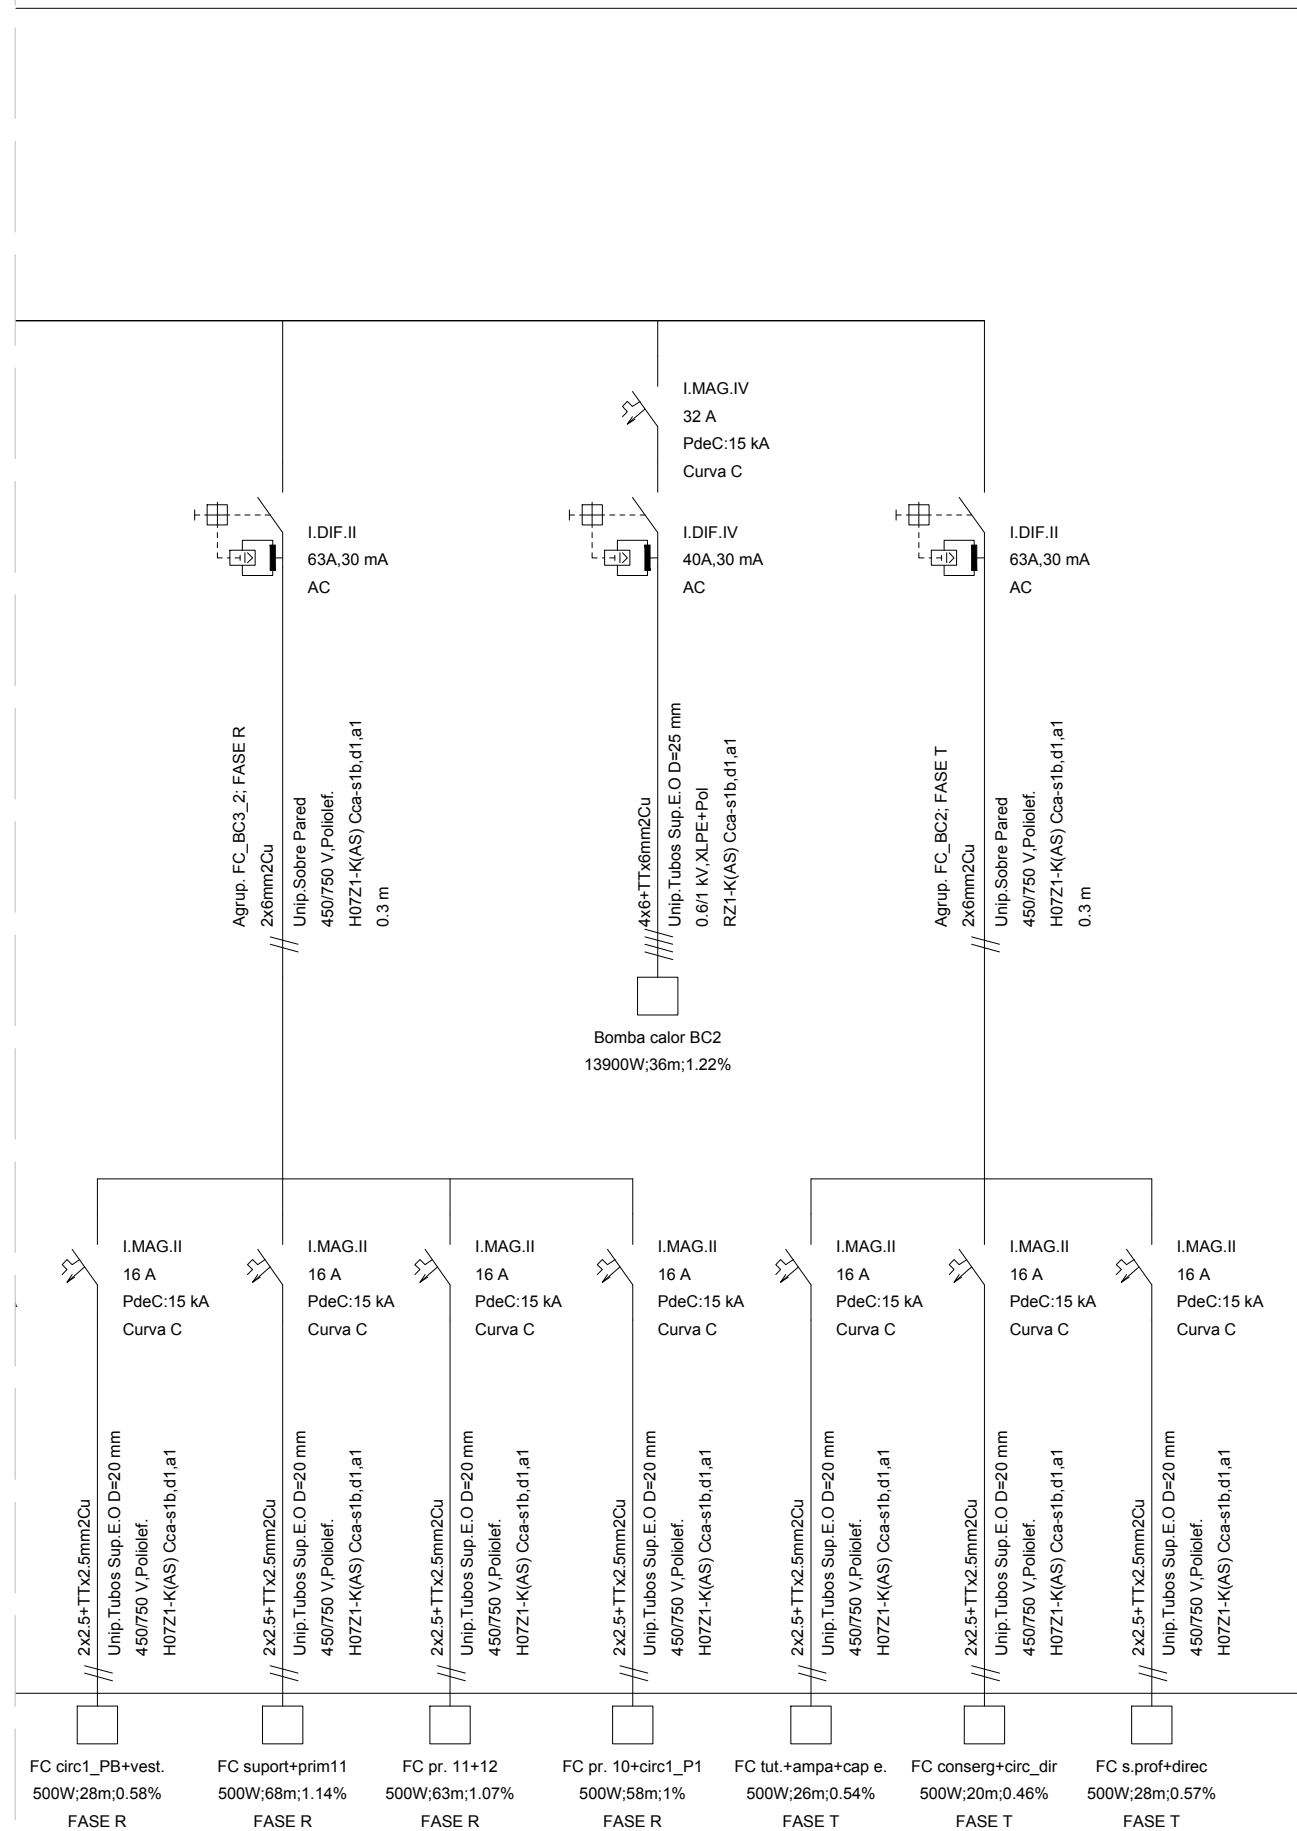 I.MAG.IV
32 A
PdeC:15 kA
Curva C
I.DIF.II
63A,30 mA
AC
I.DIF.IV
40A,30 mA
AC
I.DIF.II
63A,30 mA
AC
Agrup. FC_BC3_2; FASE R
2x6mm2Cu
Unip.Sobre Pared
450/750 V,Poliolef.
H07Z1-K(AS) Cca-s1b,d1,a1
0.3 m
4x6+TTx6mm2Cu
Unip.Tubos Sup.E.O D=25 mm
0.6/1 kV,XLPE+Pol
RZ1-K(AS) Cca-s1b,d1,a1
Agrup. FC_BC2; FASE T
2x6mm2Cu
Unip.Sobre Pared
450/750 V,Poliolef.
H07Z1-K(AS) Cca-s1b,d1,a1
0.3 m
Bomba calor BC2
13900W;36m;1.22%
I.MAG.II
16 A
PdeC:15 kA
Curva C
I.MAG.II
16 A
PdeC:15 kA
Curva C
I.MAG.II
16 A
PdeC:15 kA
Curva C
I.MAG.II
16 A
PdeC:15 kA
Curva C
I.MAG.II
16 A
PdeC:15 kA
Curva C
I.MAG.II
16 A
PdeC:15 kA
Curva C
I.MAG.II
16 A
PdeC:15 kA
Curva C
2x2.5+TTx2.5mm2Cu
Unip.Tubos Sup.E.O D=20 mm
450/750 V,Poliolef.
H07Z1-K(AS) Cca-s1b,d1,a1
2x2.5+TTx2.5mm2Cu
Unip.Tubos Sup.E.O D=20 mm
450/750 V,Poliolef.
H07Z1-K(AS) Cca-s1b,d1,a1
2x2.5+TTx2.5mm2Cu
Unip.Tubos Sup.E.O D=20 mm
450/750 V,Poliolef.
H07Z1-K(AS) Cca-s1b,d1,a1
2x2.5+TTx2.5mm2Cu
Unip.Tubos Sup.E.O D=20 mm
450/750 V,Poliolef.
H07Z1-K(AS) Cca-s1b,d1,a1
2x2.5+TTx2.5mm2Cu
Unip.Tubos Sup.E.O D=20 mm
450/750 V,Poliolef.
H07Z1-K(AS) Cca-s1b,d1,a1
2x2.5+TTx2.5mm2Cu
Unip.Tubos Sup.E.O D=20 mm
450/750 V,Poliolef.
H07Z1-K(AS) Cca-s1b,d1,a1
2x2.5+TTx2.5mm2Cu
Unip.Tubos Sup.E.O D=20 mm
450/750 V,Poliolef.
H07Z1-K(AS) Cca-s1b,d1,a1
FC circ1_PB+vest.
500W;28m;0.58%
FASE R
FC suport+prim11
500W;68m;1.14%
FASE R
FC pr. 11+12
500W;63m;1.07%
FASE R
FC pr. 10+circ1_P1
500W;58m;1%
FASE R
FC tut.+ampa+cap e.
500W;26m;0.54%
FASE T
FC conserg+circ_dir
500W;20m;0.46%
FASE T
FC s.prof+direc
500W;28m;0.57%
FASE T